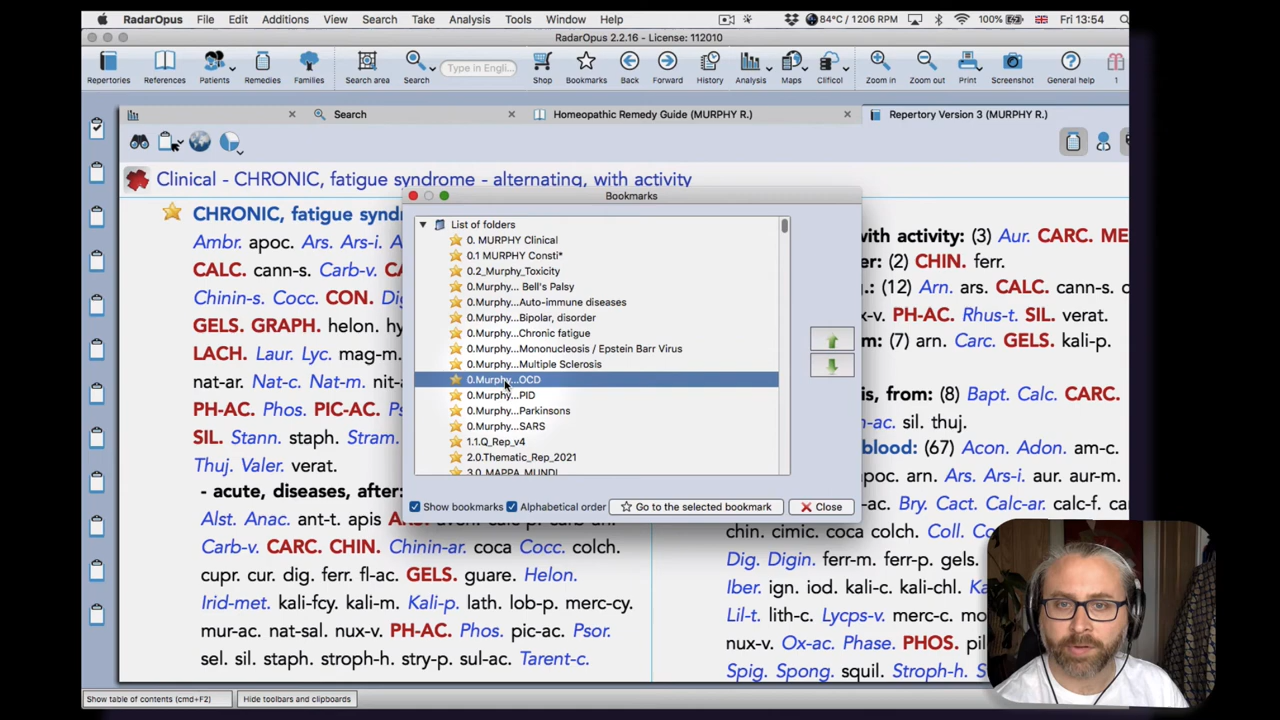 RadarOpus File Edit Additions View Search Take Analysis Tools Window Help 84°C / 1206 RPM 100% Fri 13:54
RadarOpus 2.2.16 - License: 112010
Repertories References Patients Remedies Families Search area Search Type in Engli... Shop Bookmarks Back Forward History Analysis Maps Clificol Zoom in Zoom out Print Screenshot General help 1
Search Homeopathic Remedy Guide (MURPHY R.) Repertory Version 3 (MURPHY R.)
Clinical - CHRONIC, fatigue syndrome - alternating, with activity
CHRONIC, fatigue synd
Ambr. apoc. Ars. Ars-i.
CALC. cann-s. Carb-v.
Chinin-s. Cocc. CON.
GELS. GRAPH. helon.
LACH. Laur. Lyc. mag-m.
nat-ar. Nat-c. Nat-m.
PH-AC. Phos. PIC-AC.
SIL. Stann. staph. Stram.
Thuj. Valer. verat.
- acute, diseases, after:
Alst. Anac. ant-t. apis
Carb-v. CARC. CHIN. Chinin-ar. coca Cocc. colch.
cupr. cur. dig. ferr. fl-ac. GELS. guare. Helon.
Irid-met. kali-fcy. kali-m. Kali-p. lath. lob-p. merc-cy.
mur-ac. nat-sal. nux-v. PH-AC. Phos. pic-ac. Psor.
sel. sil. staph. stroph-h. stry-p. sul-ac. Tarent-c.
Bookmarks
List of folders
0. MURPHY Clinical
0.1 MURPHY Consti*
0.2_Murphy_Toxicity
0.Murphy... Bell's Palsy
0.Murphy...Auto-immune diseases
0.Murphy...Bipolar, disorder
0.Murphy...Chronic fatigue
0.Murphy...Mononucleosis / Epstein Barr Virus
0.Murphy...Multiple Sclerosis
0.Murphy...OCD
0.Murphy...PID
0.Murphy...Parkinsons
0.Murphy...SARS
1.1.Q_Rep_v4
2.0.Thematic_Rep_2021
3.0 MAPPA MUNDI
Show bookmarks Alphabetical order Go to the selected bookmark Close
with activity: (3) Aur. CARC. ME
er: (2) CHIN. ferr.
g.: (12) Arn. ars. CALC. cann-s.
x-v. PH-AC. Rhus-t. SIL. verat.
m: (7) arn. Carc. GELS. kali-p.
is, from: (8) Bapt. Calc. CARC.
n-ac. sil. thuj.
blood: (67) Acon. Adon. am-c.
apoc. arn. Ars. Ars-i. aur. aur-m.
Bry. Cact. Calc-ar. calc-f.
chin. cimic. coca colch. Coll.
Dig. Digin. ferr-m. ferr-p. gels.
Iber. ign. iod. kali-c. kali-chl.
Lil-t. lith-c. Lycps-v. merc-c.
nux-v. Ox-ac. Phase. PHOS.
Spig. Spong. squil. Stroph-h.
Show table of contents (cmd+F2) Hide toolbars and clipboards